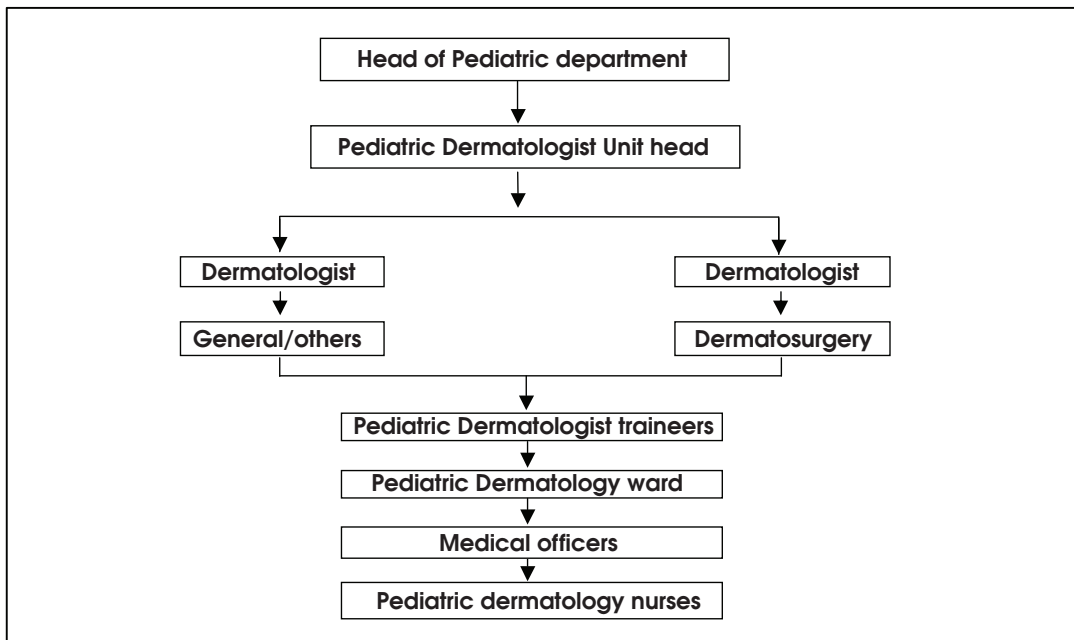 Head of Pediatric department
Pediatric Dermatologist Unit head
Dermatologist
Dermatologist
General/others
Dermatosurgery
Pediatric Dermatologist traineers
Pediatric Dermatology ward
Medical officers
Pediatric dermatology nurses